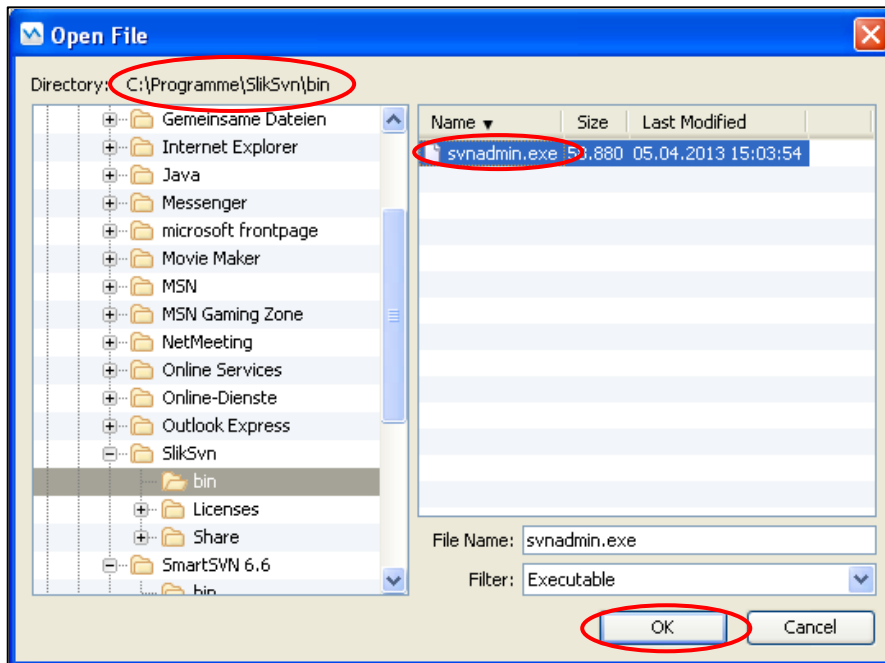 Open File
Directory: C:\Programme\SlikSvn\bin
Gemeinsame Dateien
Internet Explorer
Java
Messenger
microsoft frontpage
Movie Maker
MSN
MSN Gaming Zone
NetMeeting
Online Services
Online-Dienste
Outlook Express
SlikSvn
bin
Licenses
Share
SmartSVN 6.6
bin
Name Size Last Modified
svnadmin.exe 05.04.2013 15:03:54
File Name: svnadmin.exe
Filter: Executable
OK Cancel